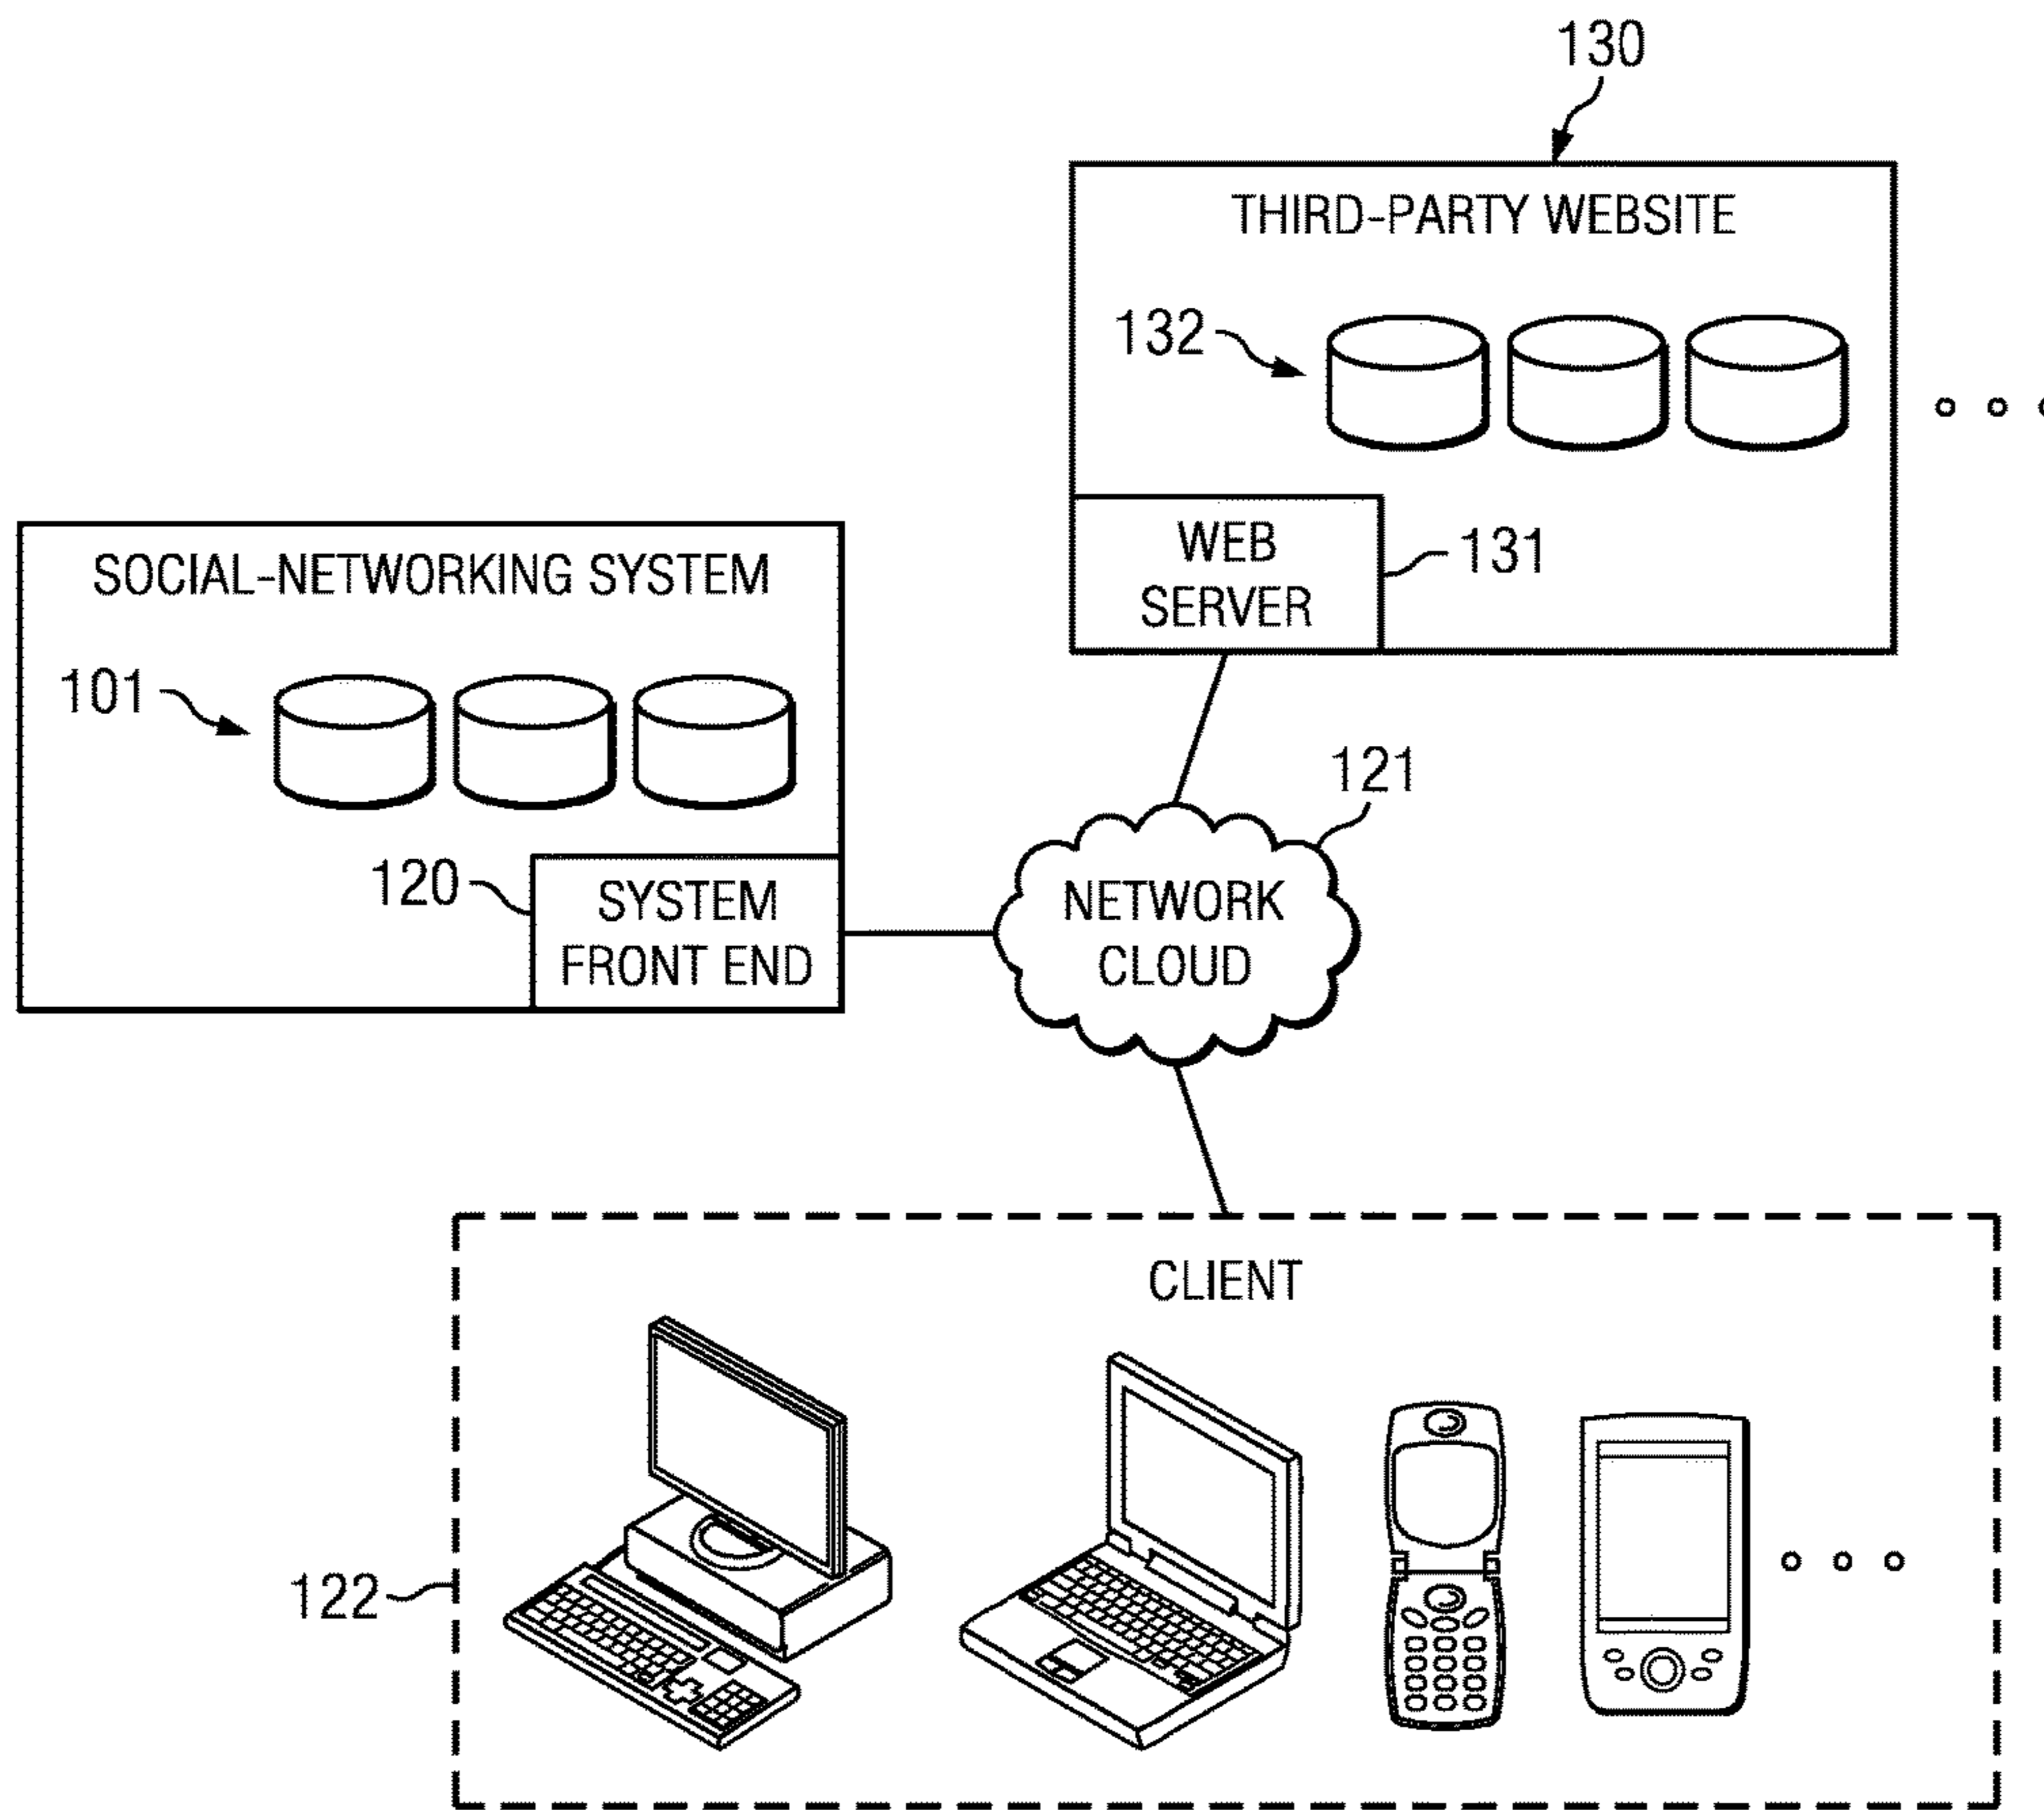 130
THIRD-PARTY WEBSITE
132
WEB
SERVER
131
SOCIAL-NETWORKING SYSTEM
101
121
120
SYSTEM
FRONT END
NETWORK
CLOUD
CLIENT
122